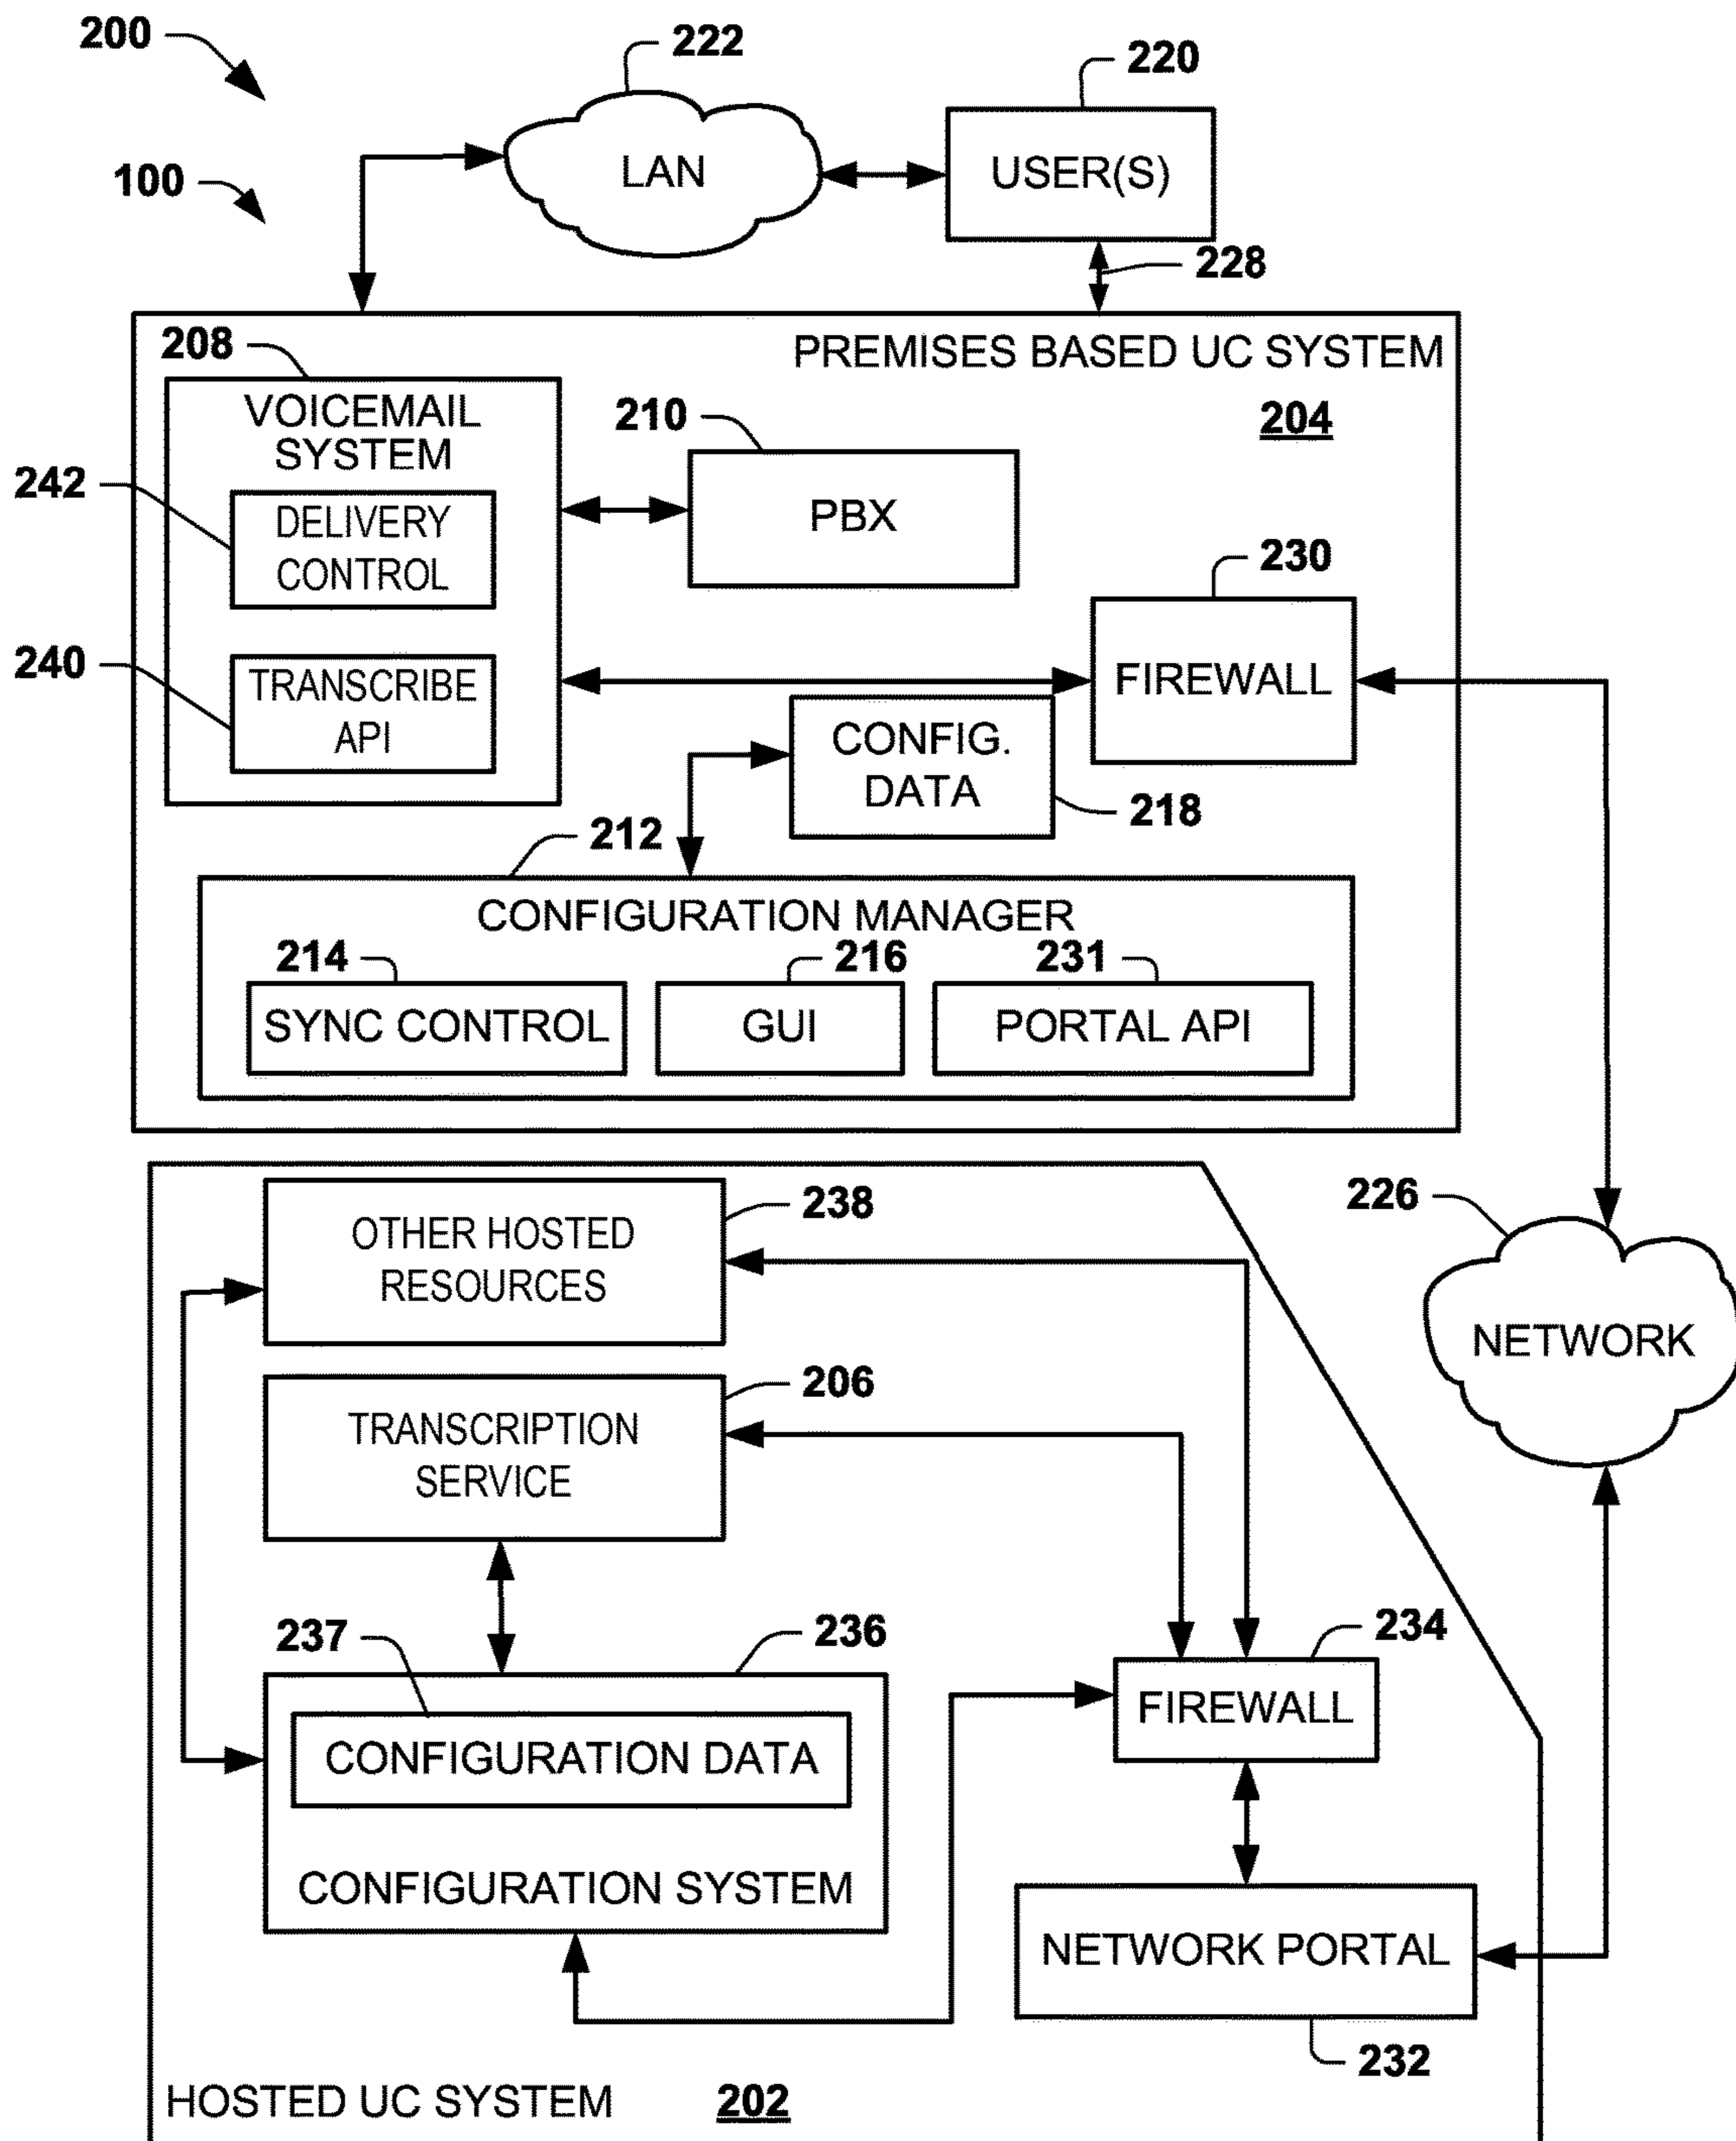 200
222
220
LAN
USER(S)
100
228
208
PREMISES BASED UC SYSTEM
VOICEMAIL
SYSTEM
210
204
242
DELIVERY
CONTROL
PBX
230
240
TRANSCRIBE
API
FIREWALL
CONFIG.
DATA
218
212
CONFIGURATION MANAGER
214
216
231
SYNC CONTROL
GUI
PORTAL API
238
226
OTHER HOSTED
RESOURCES
NETWORK
206
TRANSCRIPTION
SERVICE
237
236
234
FIREWALL
CONFIGURATION DATA
CONFIGURATION SYSTEM
NETWORK PORTAL
232
HOSTED UC SYSTEM
202